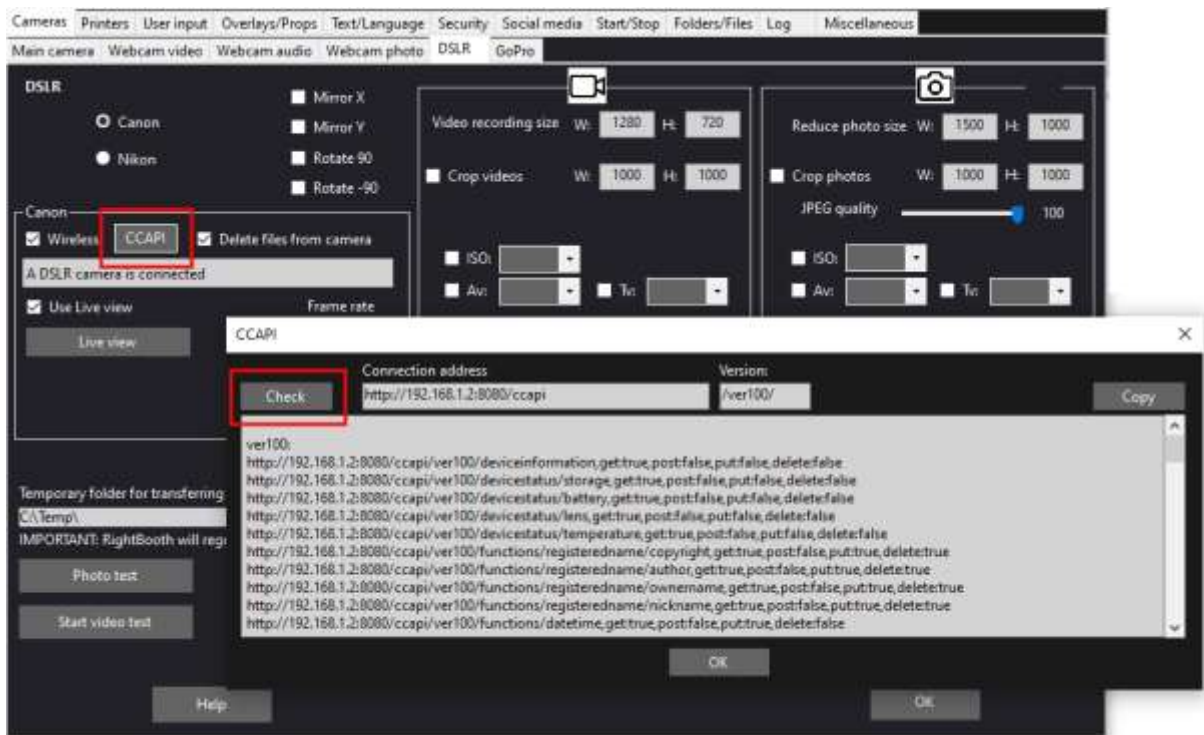 Cameras Printers User input Overlays/Props Text/Language Security Social media Start/Stop Folders/Files Log Miscellaneous
Main camera Webcam video Webcam audio Webcam photo DSLR GoPro
DSLR
Canon
Nikon
Mirror X
Mirror Y
Rotate 90
Rotate -90
Video recording size W: 1280 H: 720
Crop videos W: 1000 H: 1000
ISO:
Av: Tv:
Reduce photo size W: 1500 H: 1000
Crop photos W: 1000 H: 1000
JPEG quality 100
ISO:
Av: Tv:
Canon
Wireless CCAPI Delete files from camera
A DSLR camera is connected
Use Live view Frame rate
Live view
Temporary folder for transferring
C:\Temp\
IMPORTANT: RightBooth will
Photo test
Start video test
Help
OK
CCAPI
Connection address Version:
Check http://192.168.1.2:8080/ccapi /ver100/ Copy
ver100:
http://192.168.1.2:8080/ccapi/ver100/deviceinformation,get:true,post:false,put:false,delete:false
http://192.168.1.2:8080/ccapi/ver100/devicestatus/storage,get:true,post:false,put:false,delete:false
http://192.168.1.2:8080/ccapi/ver100/devicestatus/battery,get:true,post:false,put:false,delete:false
http://192.168.1.2:8080/ccapi/ver100/devicestatus/lens,get:true,post:false,put:false,delete:false
http://192.168.1.2:8080/ccapi/ver100/devicestatus/temperature,get:true,post:false,put:false,delete:false
http://192.168.1.2:8080/ccapi/ver100/functions/registeredname/copyright,get:true,post:false,put:true,delete:true
http://192.168.1.2:8080/ccapi/ver100/functions/registeredname/author,get:true,post:false,put:true,delete:true
http://192.168.1.2:8080/ccapi/ver100/functions/registeredname/ownername,get:true,post:false,put:true,delete:true
http://192.168.1.2:8080/ccapi/ver100/functions/registeredname/nickname,get:true,post:false,put:true,delete:true
http://192.168.1.2:8080/ccapi/ver100/functions/datetime,get:true,post:false,put:true,delete:false
OK